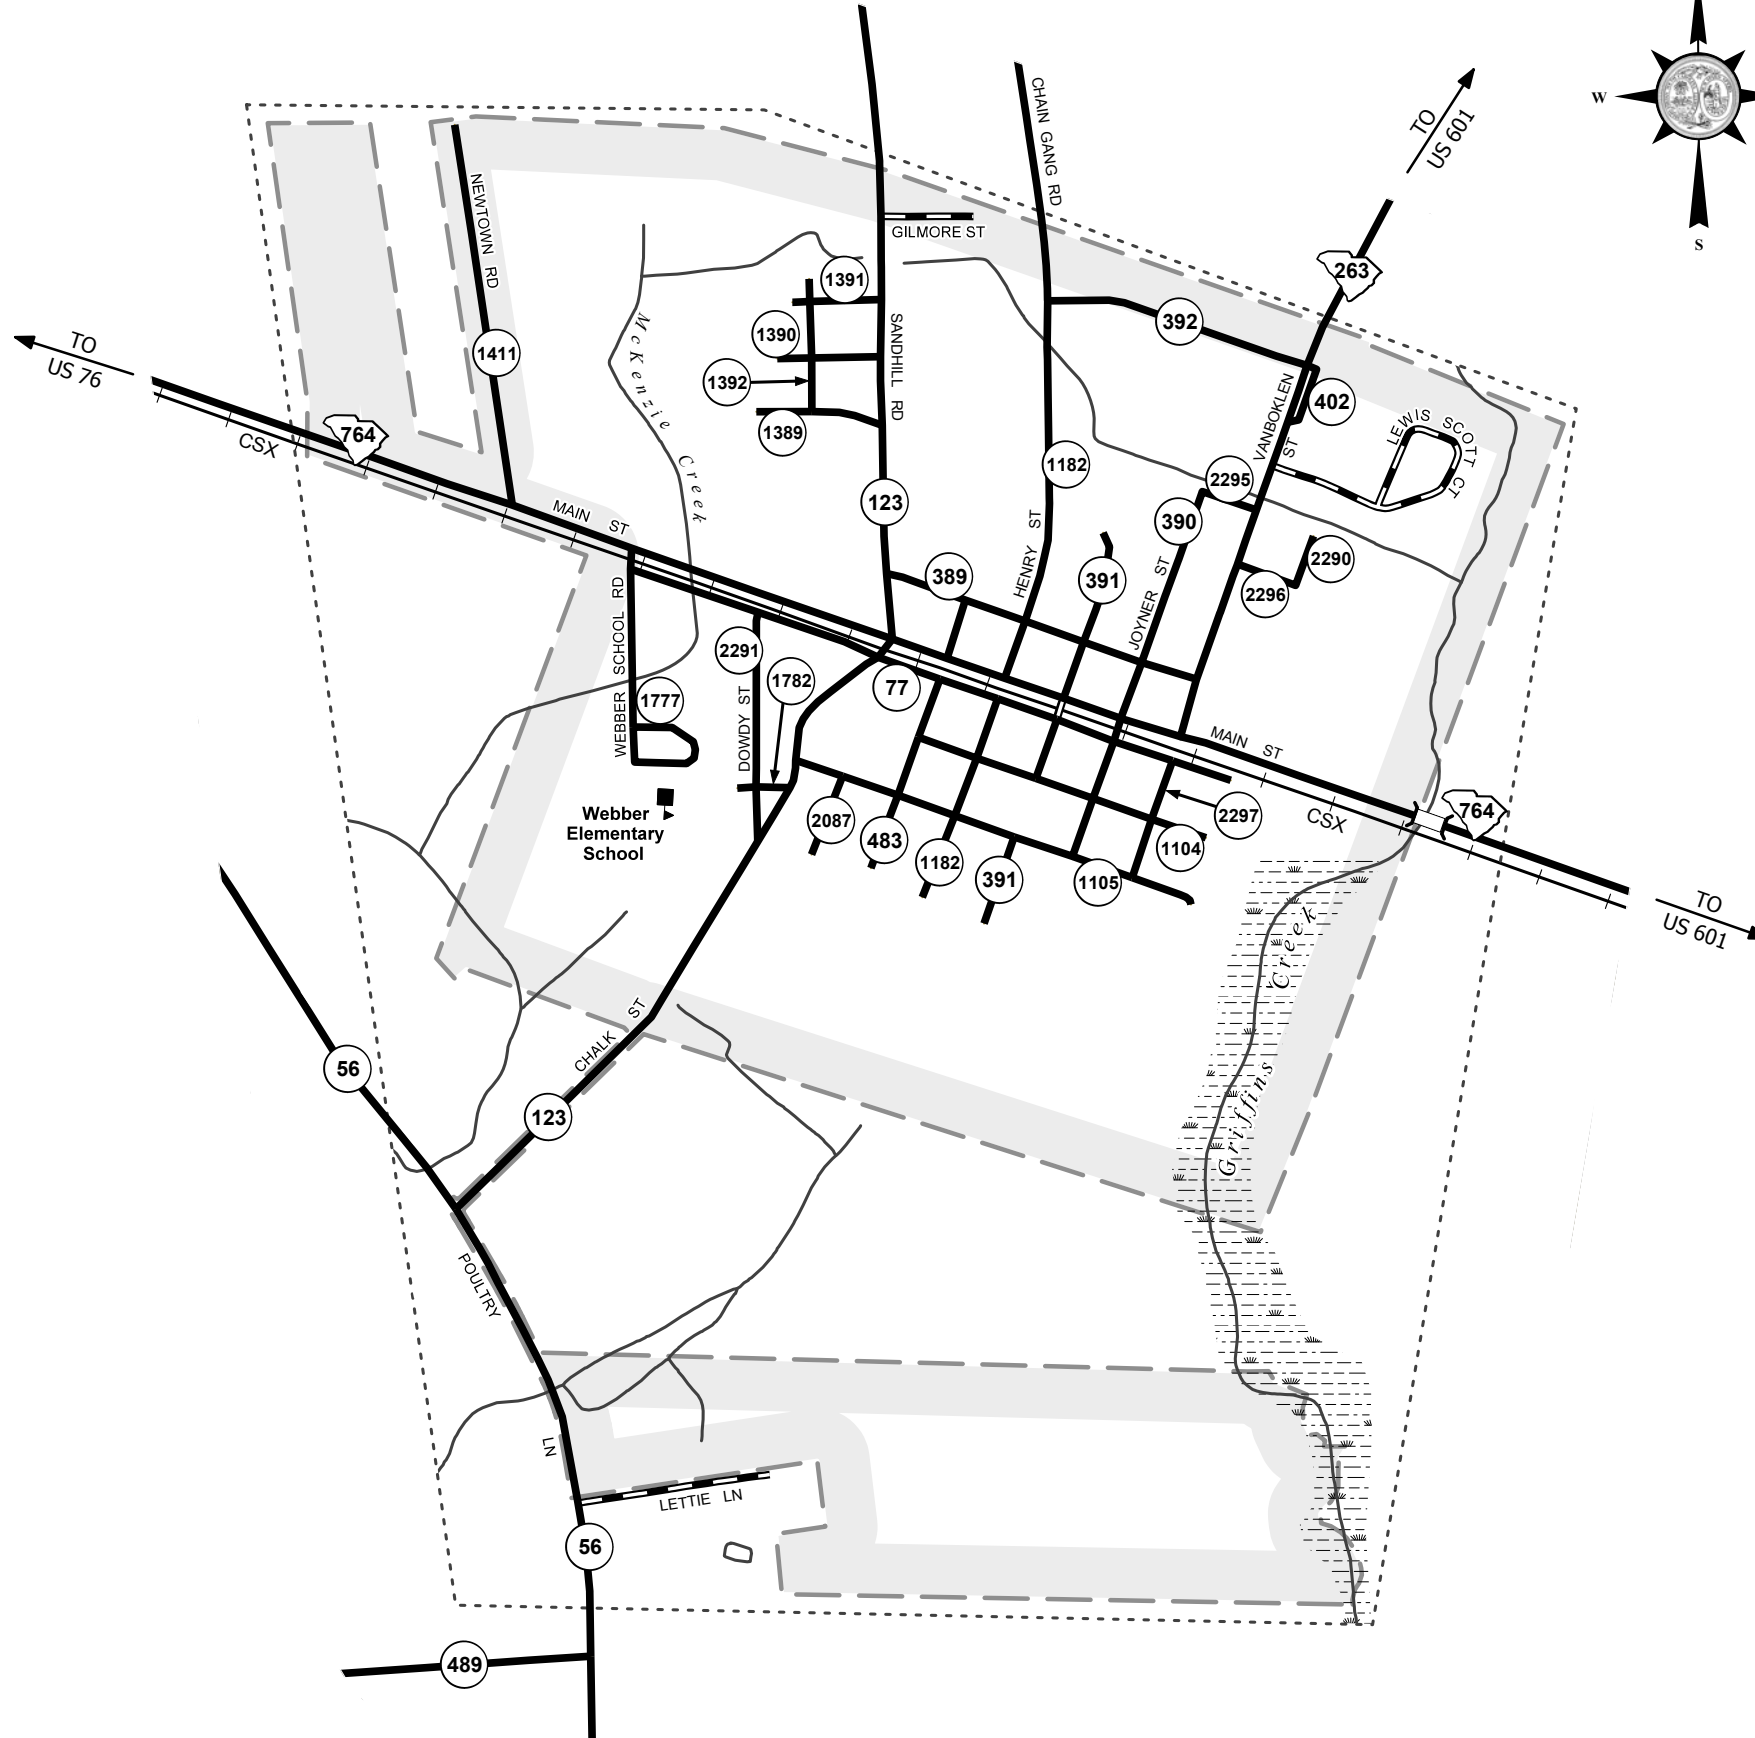 W
S
TO
US 601
CHAIN GANG RD
NEWTOWN RD
GILMORE ST
263
1391
392
McKenzie Creek
SANDHILL RD
1390
1411
TO
US 76
1392
402
VANBOKLEN ST
LEWIS SCOTT CT
1389
764
CSX
1182
2295
123
MAIN ST
390
HENRY ST
2290
389
391
2296
JOYNER ST
WEBBER SCHOOL RD
2291
1782
77
1777
DOWDY ST
MAIN ST
Webber
Elementary
School
2087
2297
CSX
764
483
1104
1182
391
1105
TO
US 601
Griffins Creek
CHALK ST
56
123
POULTRY LN
LETTIE LN
56
489